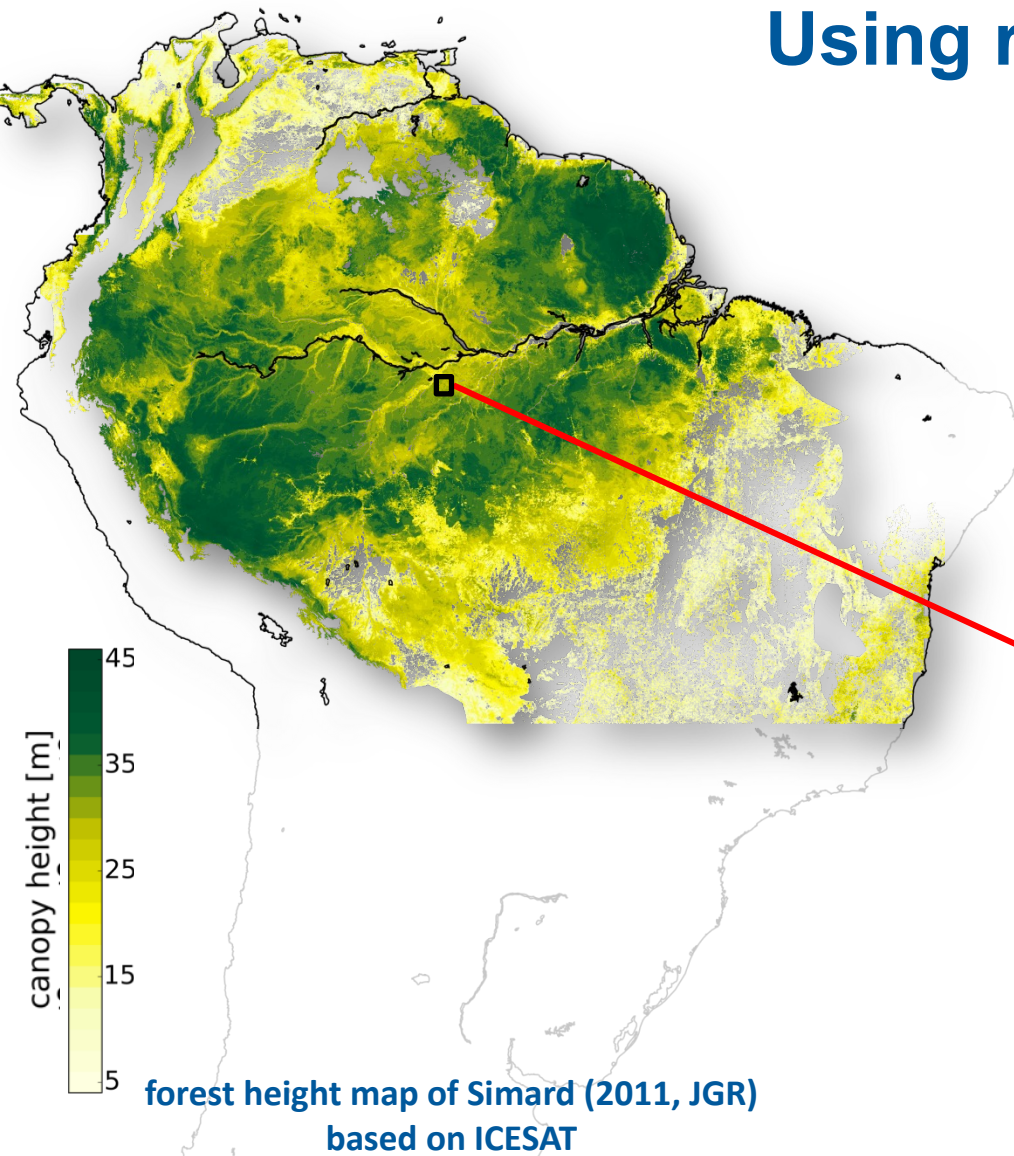 Using r
45
35
25
15
5
canopy height [m]
forest height map of Simard (2011, JGR)
based on ICESAT